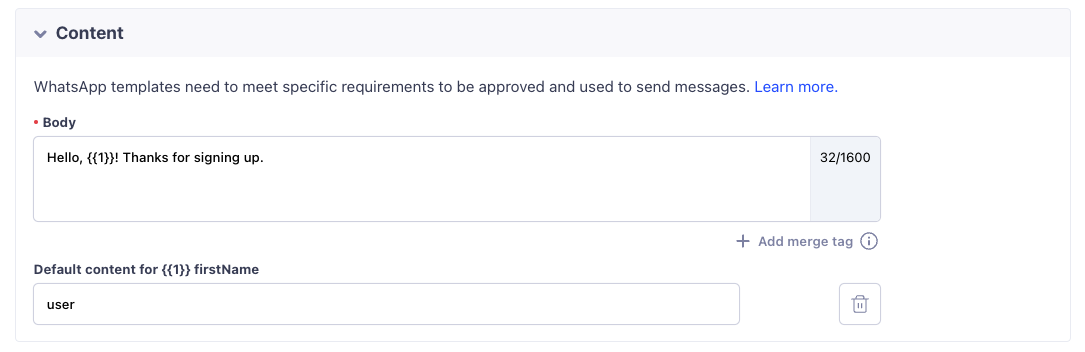 Content
WhatsApp templates need to meet specific requirements to be approved and used to send messages. Learn more.
• Body
Hello, {{1}}! Thanks for signing up.
32/1600
+ Add merge tag
Default content for {{1}} firstName
user